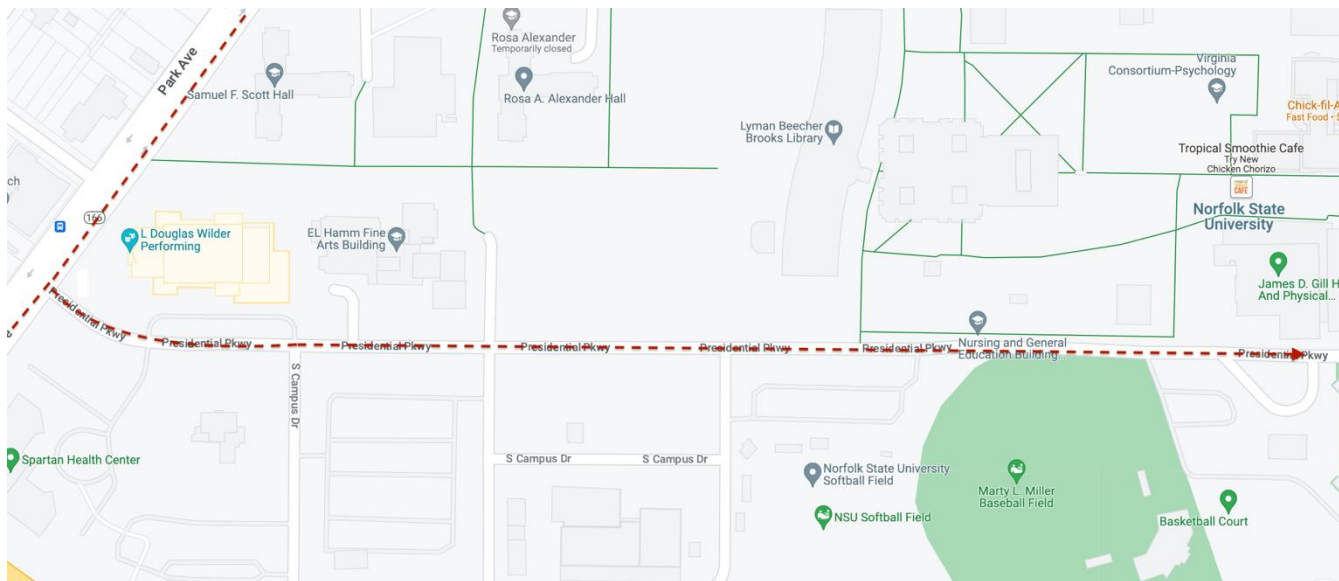 Park Ave
Rosa Alexander
Temporarily closed
Samuel F. Scott Hall
Rosa A. Alexander Hall
Virginia
Consortium-Psychology
Chick-fil-A
Fast Food · S
Lyman Beecher
Brooks Library
Tropical Smoothie Cafe
Try New
Chicken Chorizo
CAFE
ch
166
Norfolk State
University
L Douglas Wilder
Performing
EL Hamm Fine
Arts Building
James D. Gill H
And Physical...
Presidential Pkwy
Presidential Pkwy
Presidential Pkwy
Presidential Pkwy
Presidential Pkwy
Presidential Pkwy
Nursing and General
Education Building...
Presidential Pkwy
S Campus Dr
Spartan Health Center
S Campus Dr
S Campus Dr
Norfolk State University
Softball Field
NSU Softball Field
Marty L. Miller
Baseball Field
Basketball Court